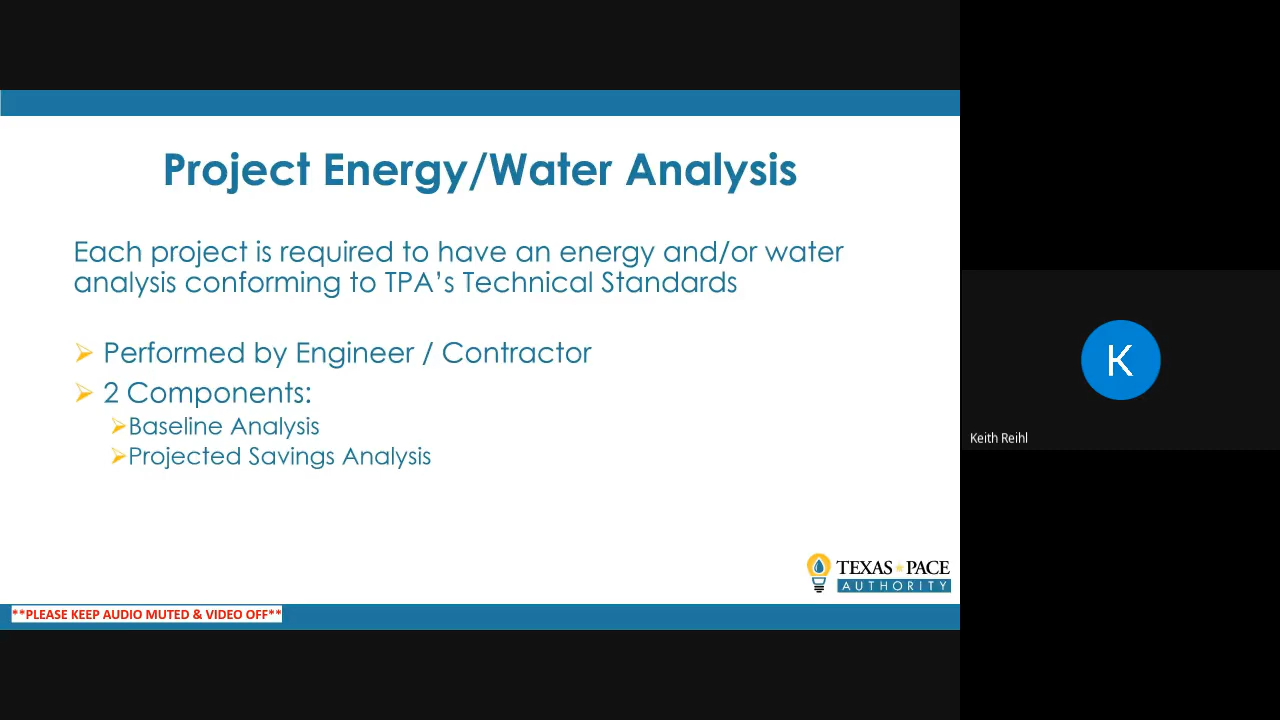 Project Energy/Water Analysis
Each project is required to have an energy and/or water
analysis conforming to TPA’s Technical Standards
Performed by Engineer / Contractor
2 Components:
Baseline Analysis
Projected Savings Analysis
TEXAS PACE
AUTHORITY
**PLEASE KEEP AUDIO MUTED & VIDEO OFF**
K
Keith Reihl